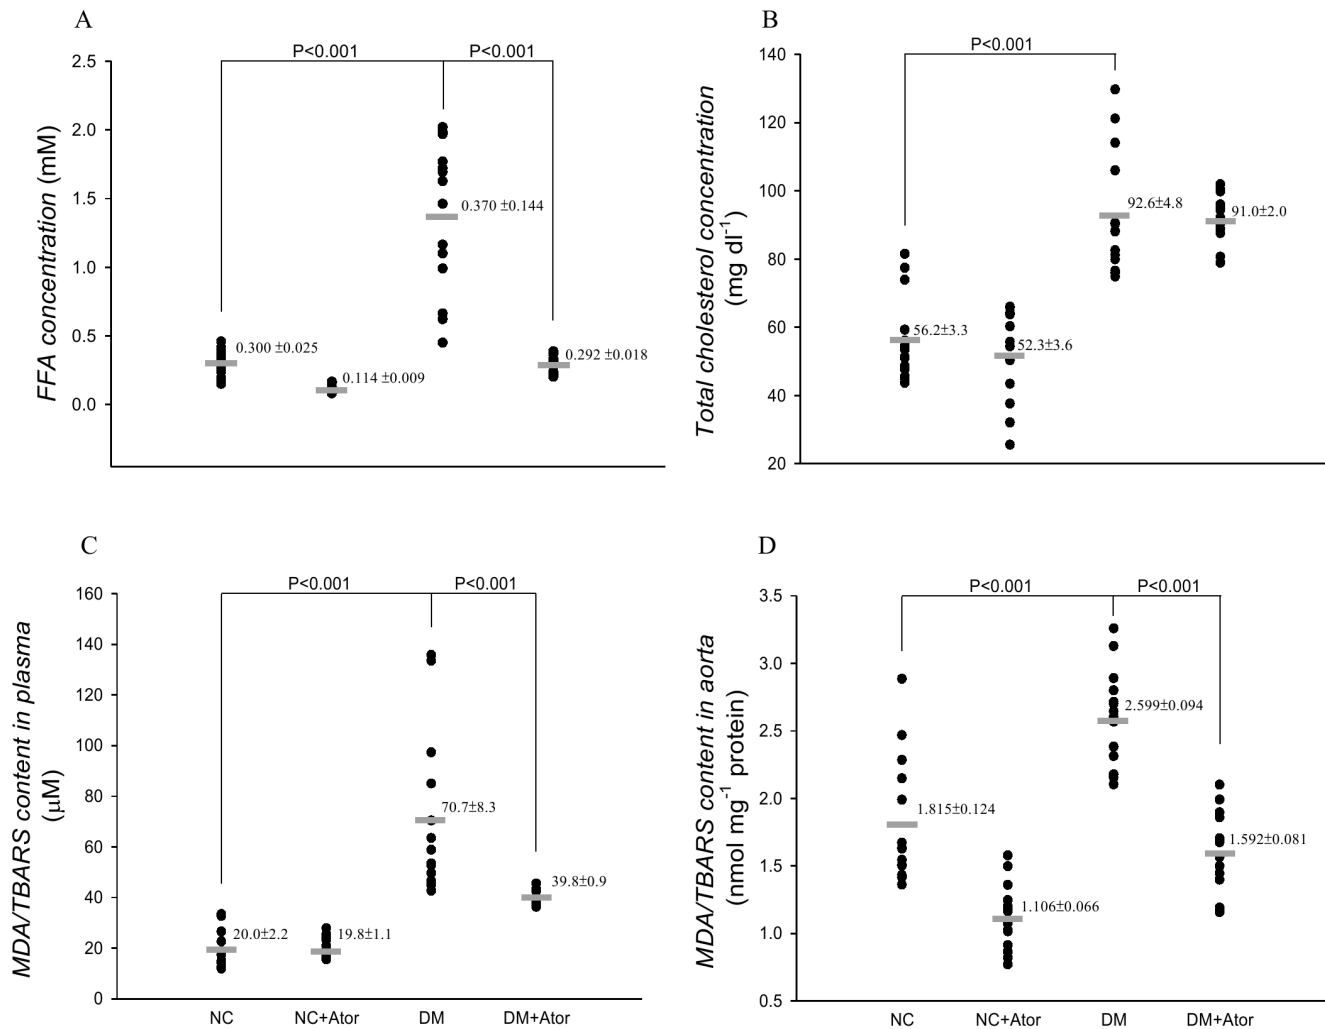 A
P<0.001
P<0.001
2.5
2.0
1.5
1.0
0.5
0.0
FFA concentration (mM)
0.300 ±0.025
0.114 ±0.009
0.370 ±0.144
0.292 ±0.018
B
P<0.001
140
120
100
80
60
40
20
Total cholesterol concentration
(mg dl⁻¹)
56.2±3.3
52.3±3.6
92.6±4.8
91.0±2.0
C
P<0.001
P<0.001
160
140
120
100
80
60
40
20
0
MDA/TBARS content in plasma
(μM)
20.0±2.2
19.8±1.1
70.7±8.3
39.8±0.9
NC
NC+Ator
DM
DM+Ator
D
P<0.001
P<0.001
3.5
3.0
2.5
2.0
1.5
1.0
0.5
MDA/TBARS content in aorta
(nmol mg⁻¹ protein)
1.815±0.124
1.106±0.066
2.599±0.094
1.592±0.081
NC
NC+Ator
DM
DM+Ator